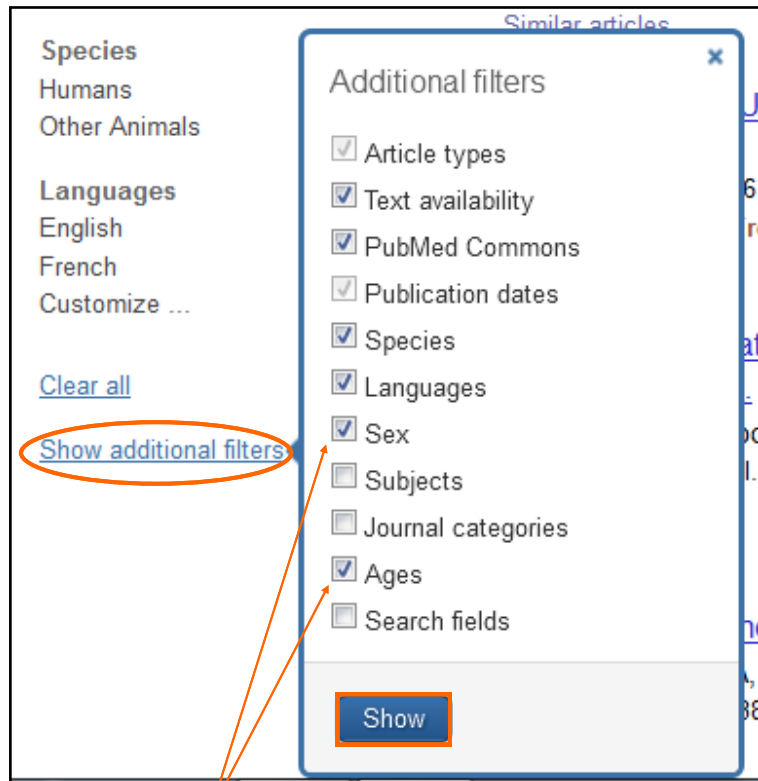 Similar articles
Species
Humans
Other Animals
Languages
English
French
Customize ...
Clear all
Show additional filters
×
Additional filters
Article types
Text availability
PubMed Commons
Publication dates
Species
Languages
Sex
Subjects
Journal categories
Ages
Search fields
Show